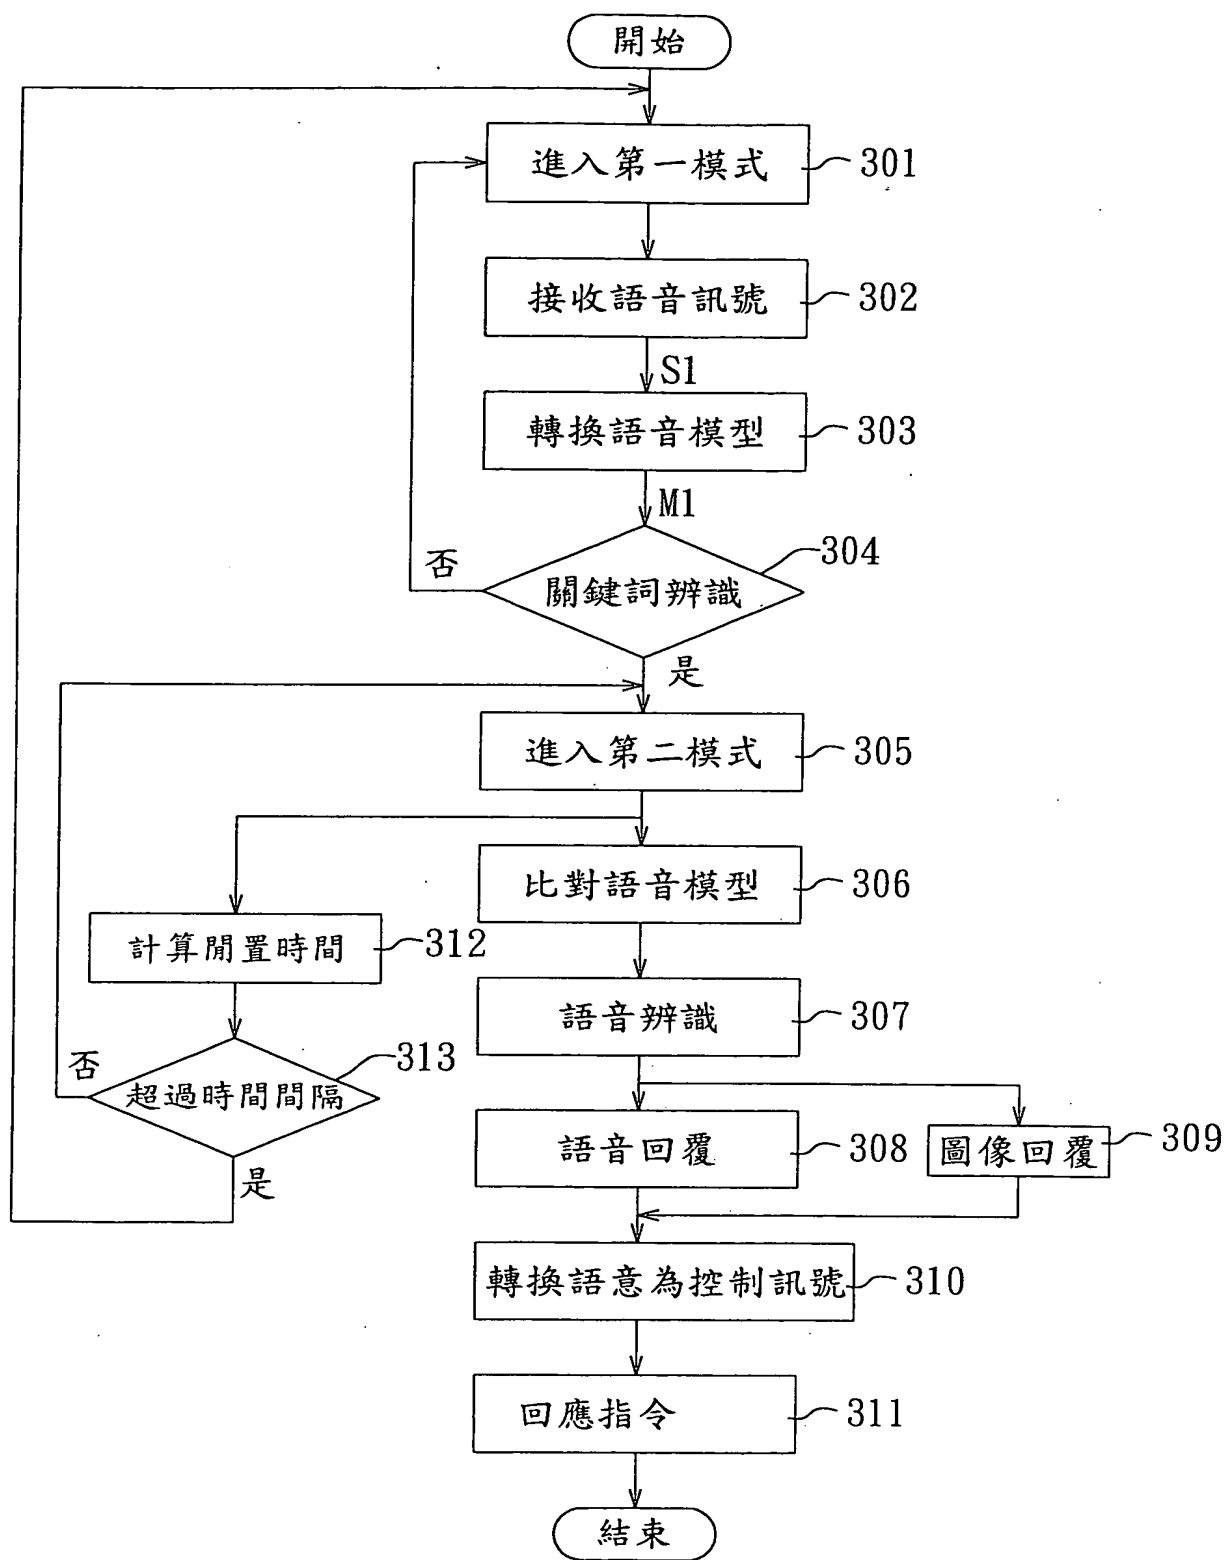 開始
進入第一模式 301
接收語音訊號 302
S1
轉換語音模型 303
M1
否
關鍵詞辨識 304
是
進入第二模式 305
比對語音模型 306
計算閒置時間 312
語音辨識 307
否
超過時間間隔 313
是
語音回覆 308
圖像回覆 309
轉換語意為控制訊號 310
回應指令 311
結束